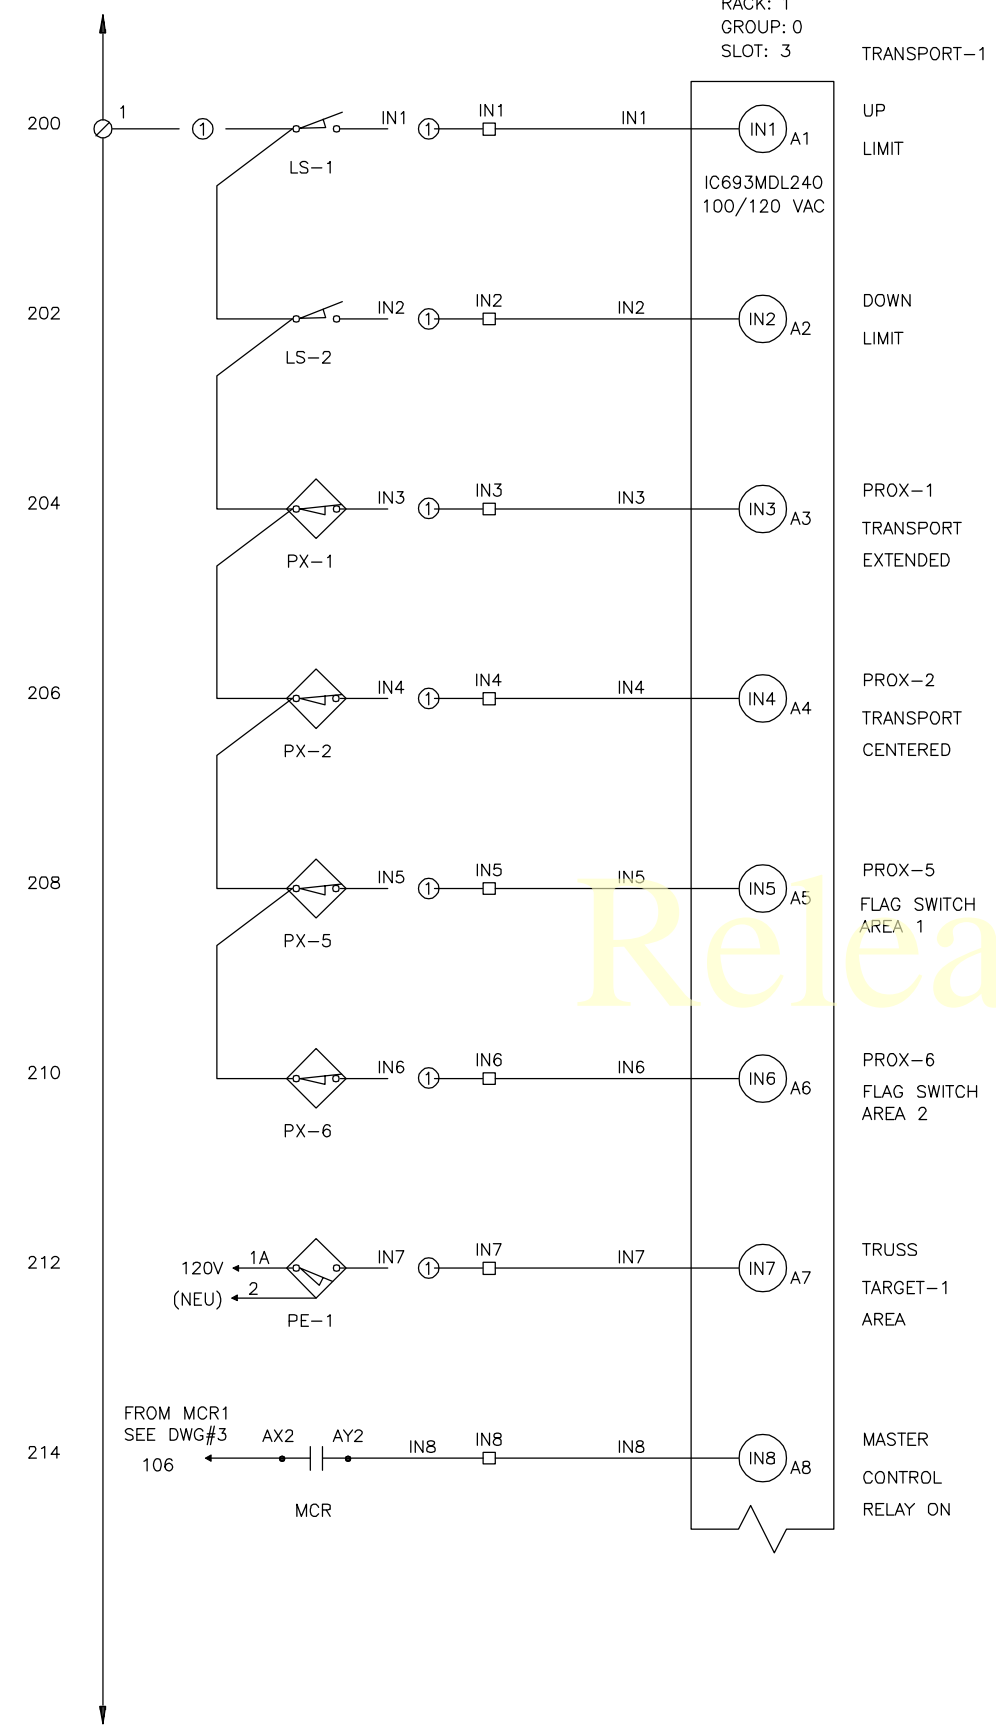 RACK: 1
GROUP: 0
SLOT: 3
TRANSPORT-1
200
1
1
LS-1
IN1
1
IN1
IN1
IN1
A1
UP
LIMIT
IC693MDL240
100/120 VAC
202
LS-2
IN2
1
IN2
IN2
IN2
A2
DOWN
LIMIT
204
PX-1
IN3
1
IN3
IN3
IN3
A3
PROX-1
TRANSPORT
EXTENDED
206
PX-2
IN4
1
IN4
IN4
IN4
A4
PROX-2
TRANSPORT
CENTERED
208
PX-5
IN5
1
IN5
IN5
IN5
A5
PROX-5
FLAG SWITCH
AREA 1
Relea
210
PX-6
IN6
1
IN6
IN6
IN6
A6
PROX-6
FLAG SWITCH
AREA 2
212
120V
1A
(NEU)
2
PE-1
IN7
1
IN7
IN7
IN7
A7
TRUSS
TARGET-1
AREA
214
FROM MCR1
SEE DWG#3
106
AX2
AY2
MCR
IN8
IN8
IN8
IN8
A8
MASTER
CONTROL
RELAY ON